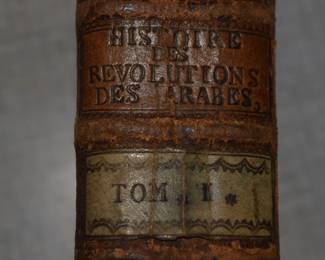 HISTOIRE
DES
REVOLUTIONS
DES ARABES,
TOM. I.